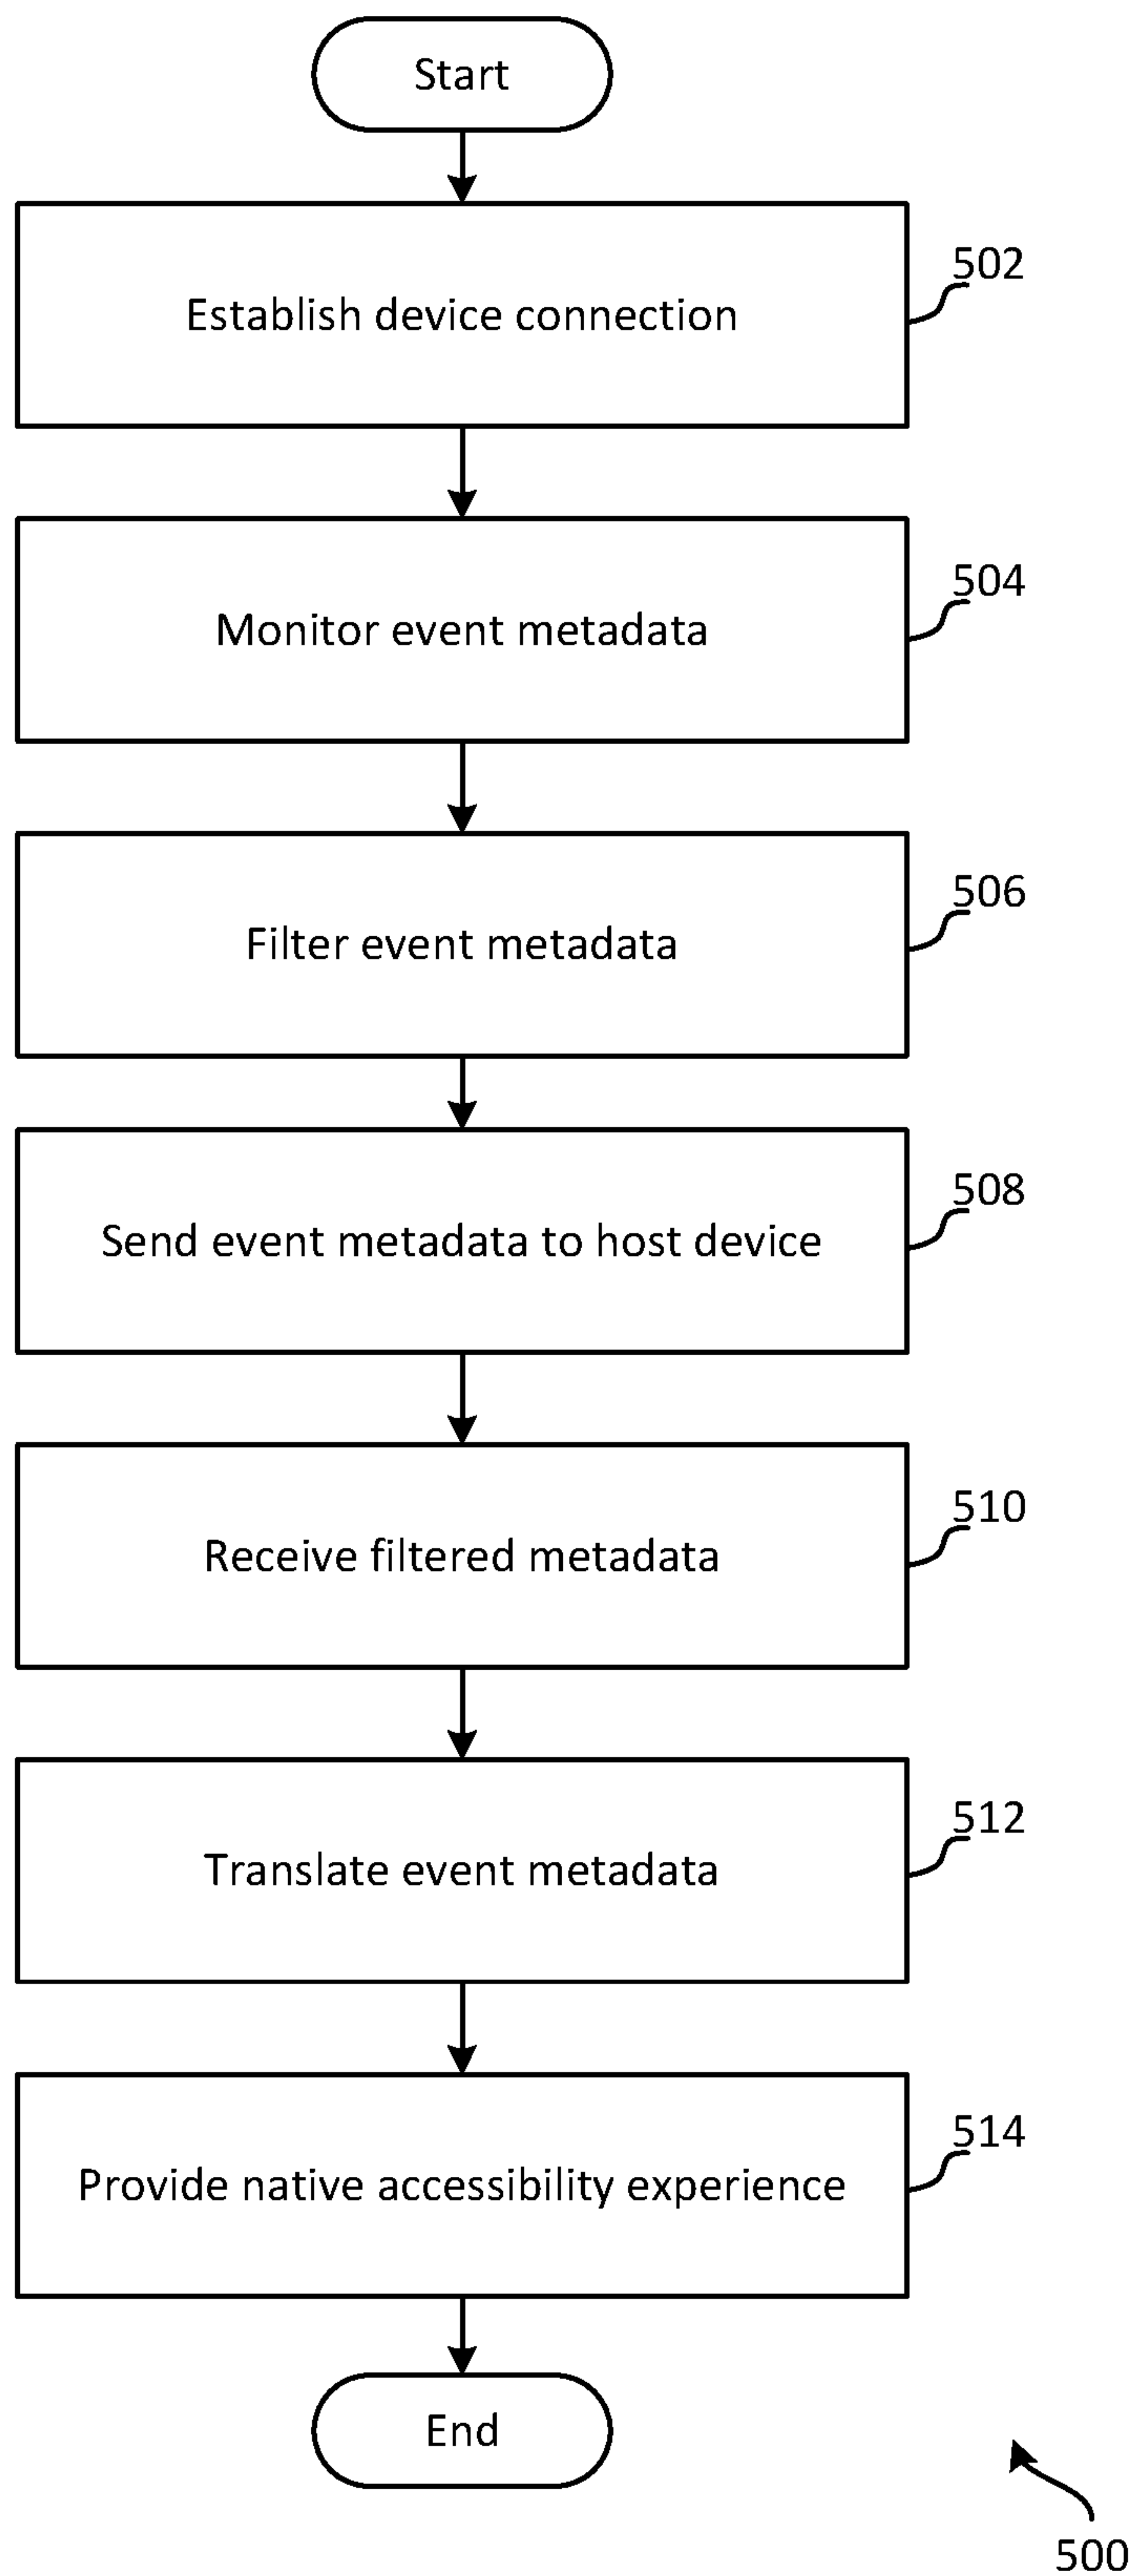 Start
Establish device connection
502
Monitor event metadata
504
Filter event metadata
506
Send event metadata to host device
508
Receive filtered metadata
510
Translate event metadata
512
Provide native accessibility experience
514
End
500